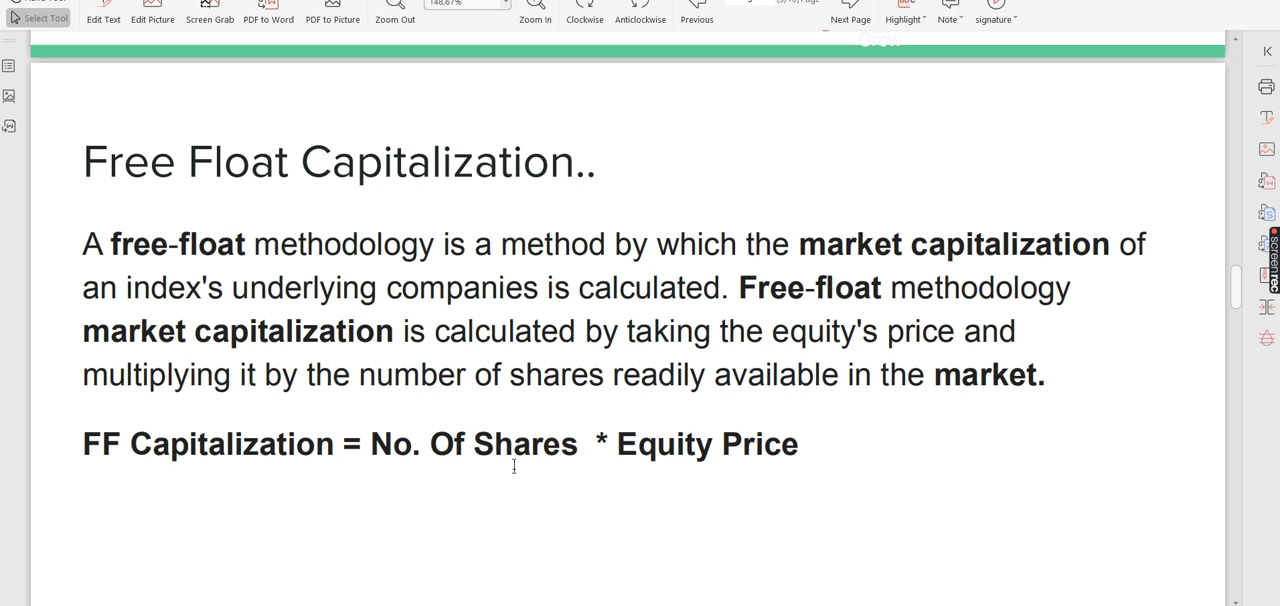 Select Tool
Edit Text Edit Picture Screen Grab PDF to Word PDF to Picture Zoom Out Zoom In Clockwise Anticlockwise Previous Next Page Highlight Note signature
Grow
Free Float Capitalization..
A free-float methodology is a method by which the market capitalization of
an index's underlying companies is calculated. Free-float methodology
market capitalization is calculated by taking the equity's price and
multiplying it by the number of shares readily available in the market.
FF Capitalization = No. Of Shares * Equity Price
screenrec